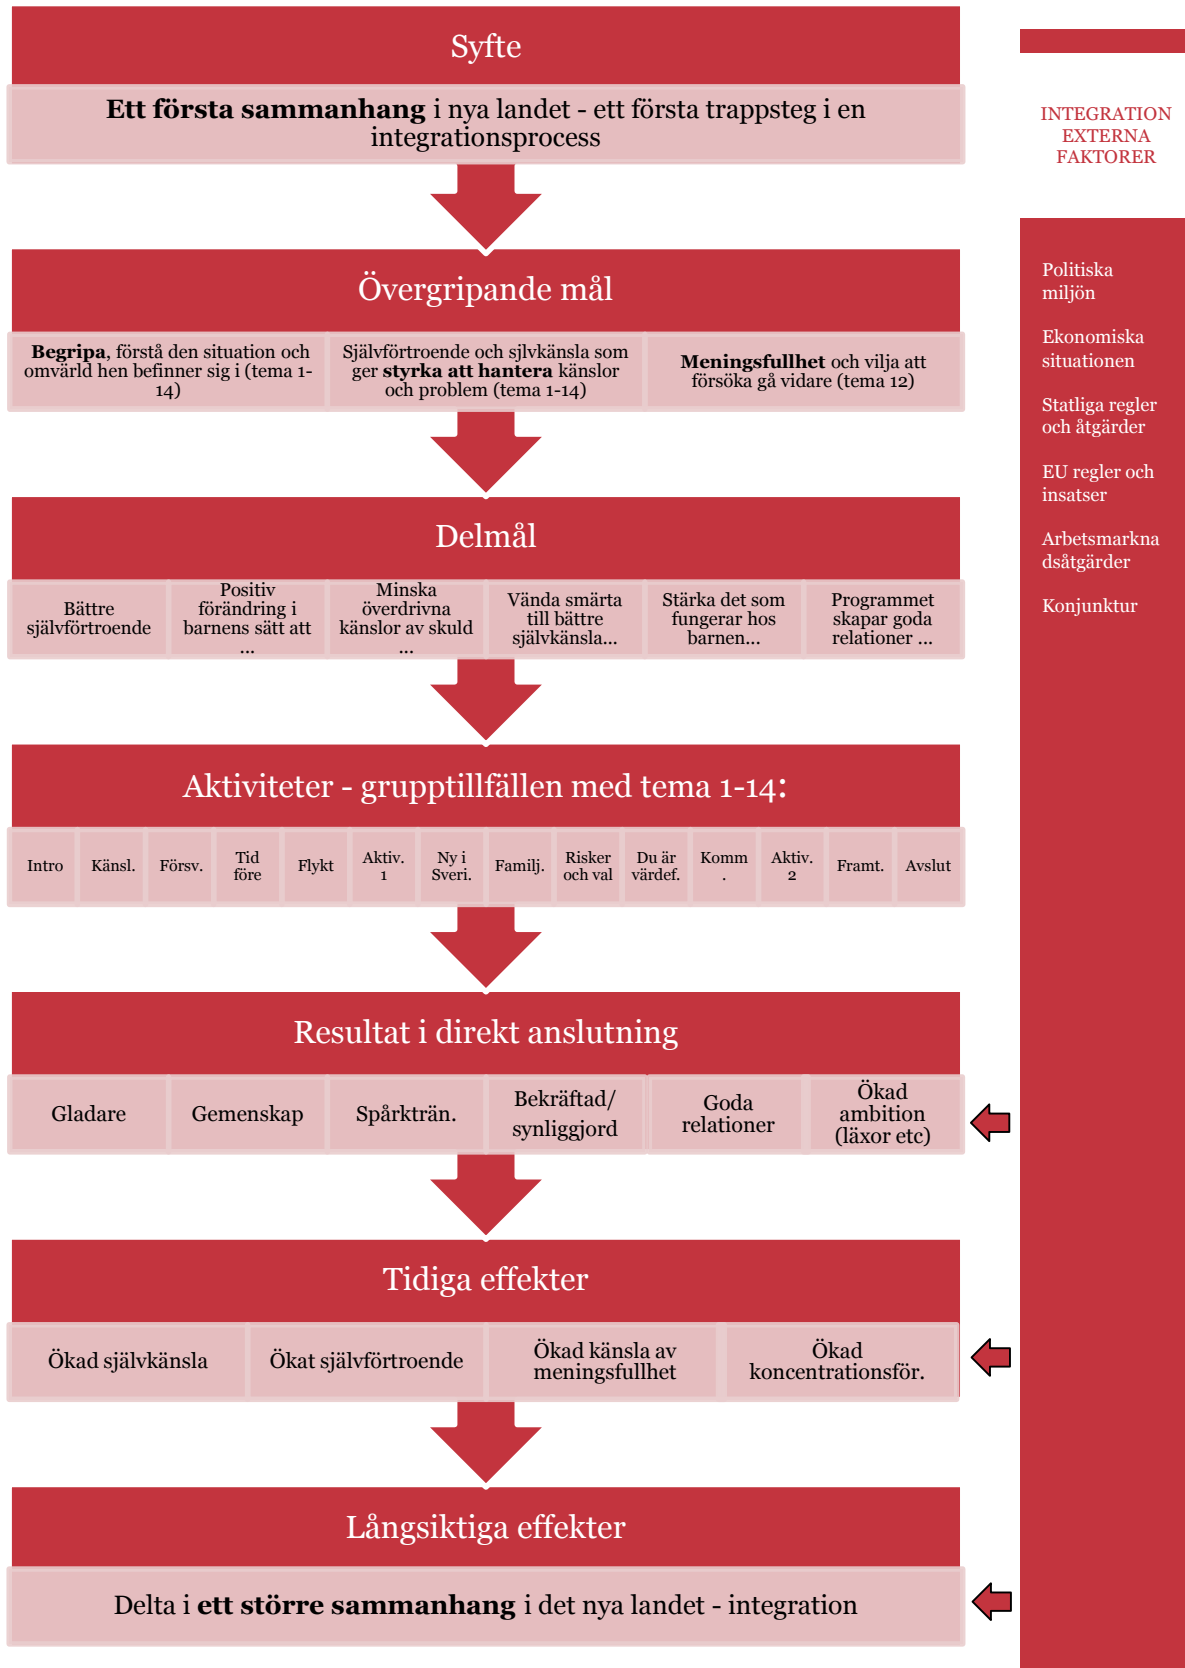 Syfte
Ett första sammanhang i nya landet - ett första trappsteg i en
integrationsprocess
Övergripande mål
Begripa, förstå den situation och
omvärld hen befinner sig i (tema 1-
14)
Självförtroende och sjlvkänsla som
ger styrka att hantera känslor
och problem (tema 1-14)
Meningsfullhet och vilja att
försöka gå vidare (tema 12)
Delmål
Bättre
självförtroende
Positiv
förändring i
barnens sätt att
...
Minska
överdrivna
känslor av skuld
...
Vända smärta
till bättre
självkänsla...
Stärka det som
fungerar hos
barnen...
Programmet
skapar goda
relationer ...
Aktiviteter - grupptillfällen med tema 1-14:
Intro
Känsl.
Försv.
Tid
före
Flykt
Aktiv.
1
Ny i
Sveri.
Familj.
Risker
och val
Du är
värdef.
Komm
.
Aktiv.
2
Framt.
Avslut
Resultat i direkt anslutning
Gladare
Gemenskap
Spårkträn.
Bekräftad/
synliggjord
Goda
relationer
Ökad
ambition
(läxor etc)
Tidiga effekter
Ökad självkänsla
Ökat självförtroende
Ökad känsla av
meningsfullhet
Ökad
koncentrationsför.
Långsiktiga effekter
Delta i ett större sammanhang i det nya landet - integration
INTEGRATION
EXTERNA
FAKTORER
Politiska
miljön
Ekonomiska
situationen
Statliga regler
och åtgärder
EU regler och
insatser
Arbetsmarkna
dsåtgärder
Konjunktur